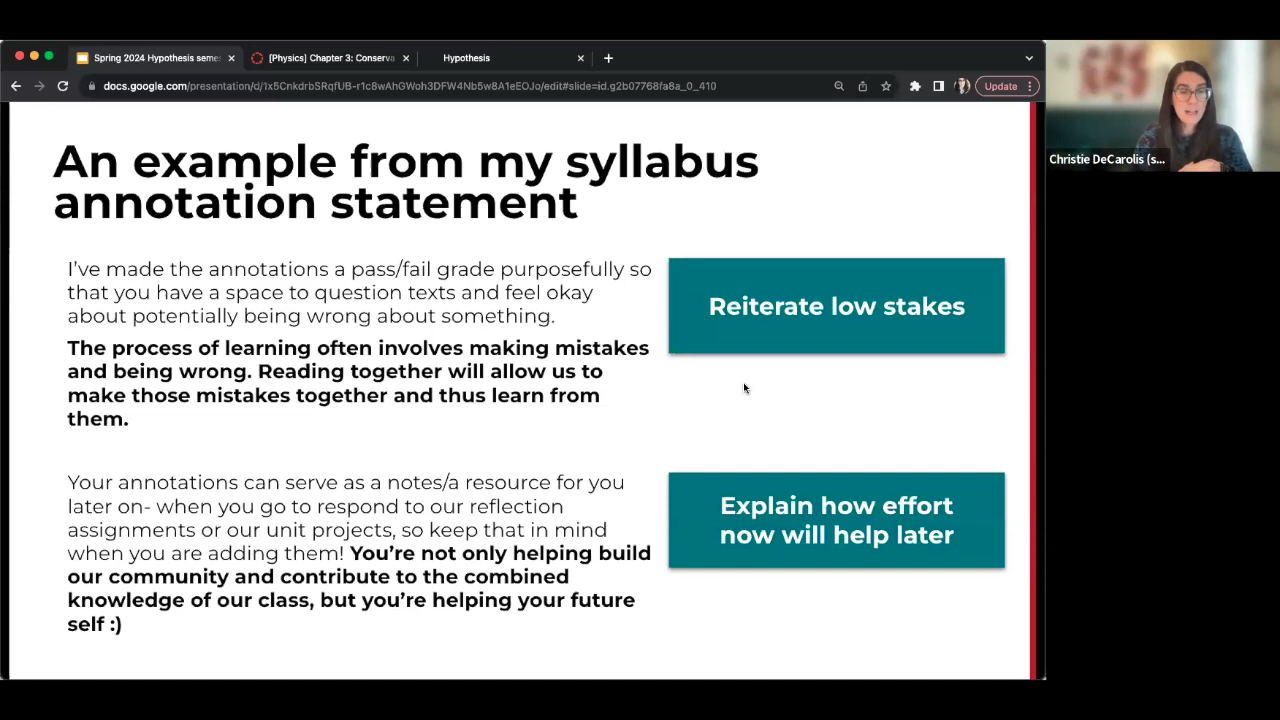 Spring 2024 Hypothesis seme
[Physics] Chapter 3: Conserva
Hypothesis
docs.google.com/presentation/d/1x5CnkdrbSRqfUB-r1c8wAhGWoh3DFW4Nb5w8A1eEOJo/edit#slide=id.g2b07768fa8a_0_410
Update
An example from my syllabus
annotation statement
I’ve made the annotations a pass/fail grade purposefully so
that you have a space to question texts and feel okay
about potentially being wrong about something.
The process of learning often involves making mistakes
and being wrong. Reading together will allow us to
make those mistakes together and thus learn from
them.
Reiterate low stakes
Your annotations can serve as a notes/a resource for you
later on- when you go to respond to our reflection
assignments or our unit projects, so keep that in mind
when you are adding them! You’re not only helping build
our community and contribute to the combined
knowledge of our class, but you’re helping your future
self :)
Explain how effort
now will help later
Christie DeCarolis (s...